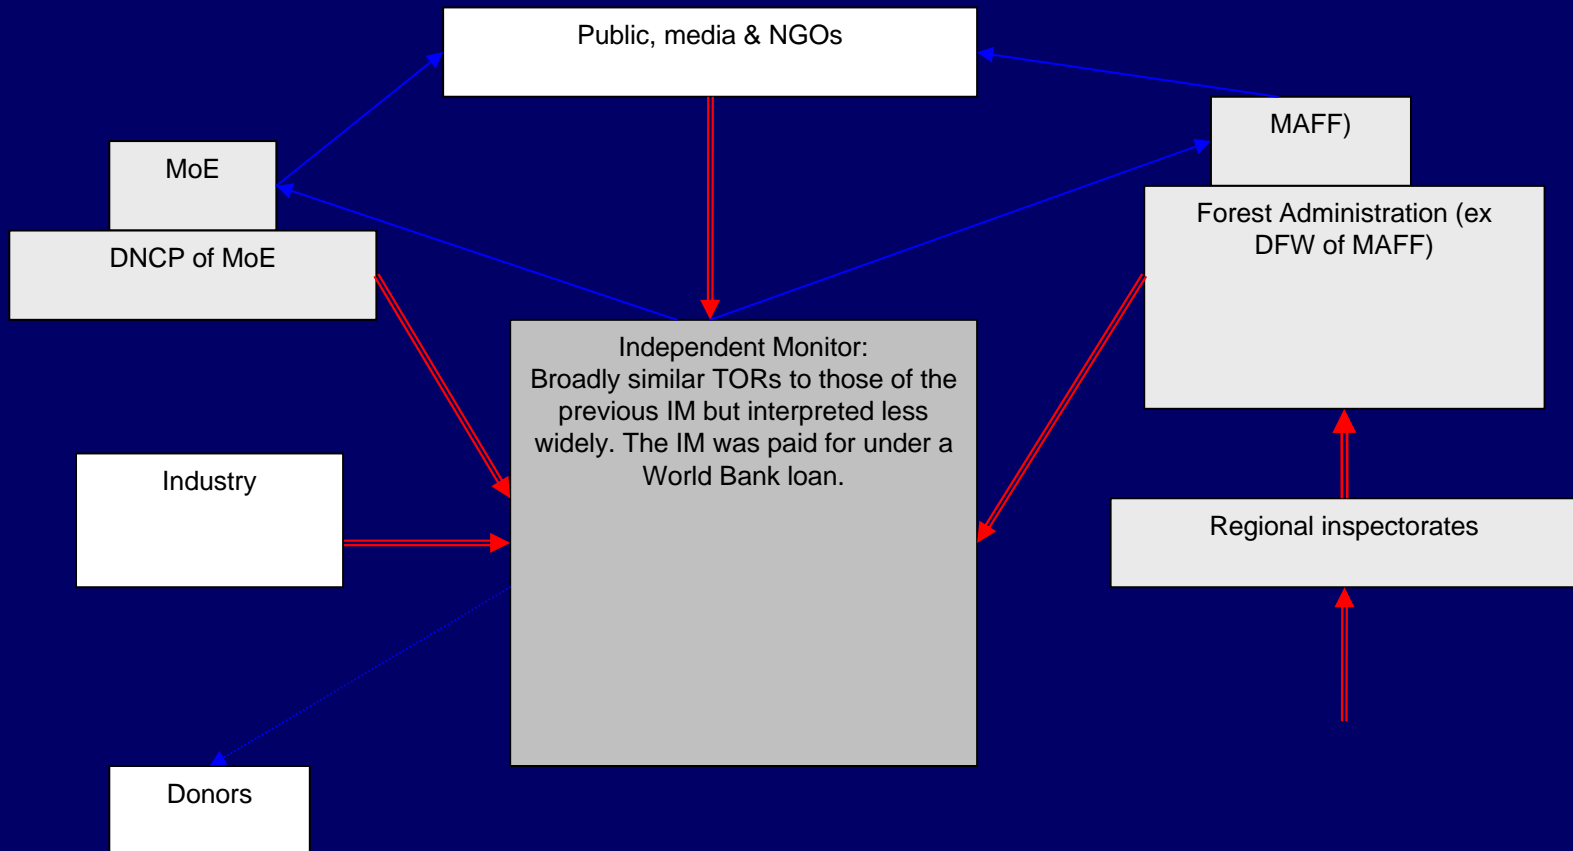 Public, media & NGOs
MAFF)
MoE
Forest Administration (ex
DFW of MAFF)
DNCP of MoE
Independent Monitor:
Broadly similar TORs to those of the
previous IM but interpreted less
widely. The IM was paid for under a
World Bank loan.
Industry
Regional inspectorates
Donors